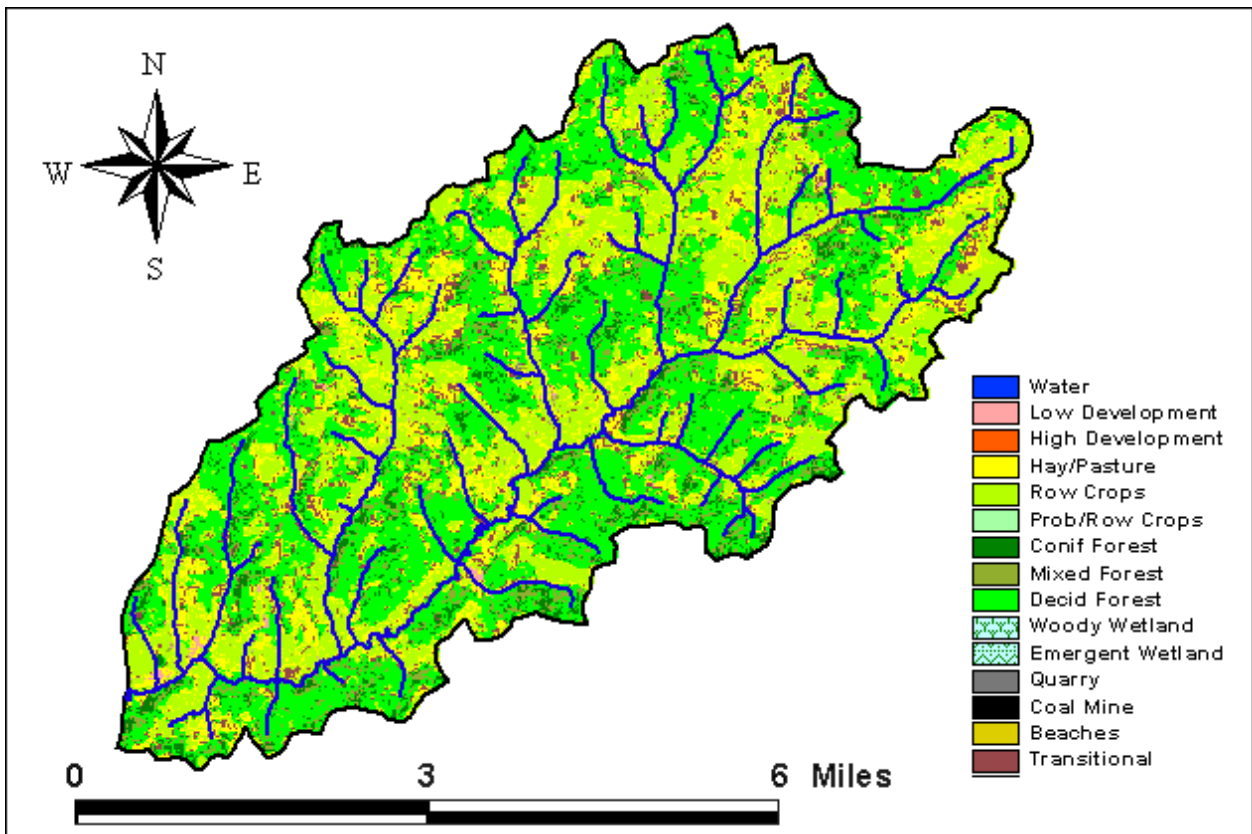 N
W E
S
Water
Low Development
High Development
Hay/Pasture
Row Crops
Prob/Row Crops
Conif Forest
Mixed Forest
Decid Forest
Woody Wetland
Emergent Wetland
Quarry
Coal Mine
Beaches
Transitional
0 3 6 Miles